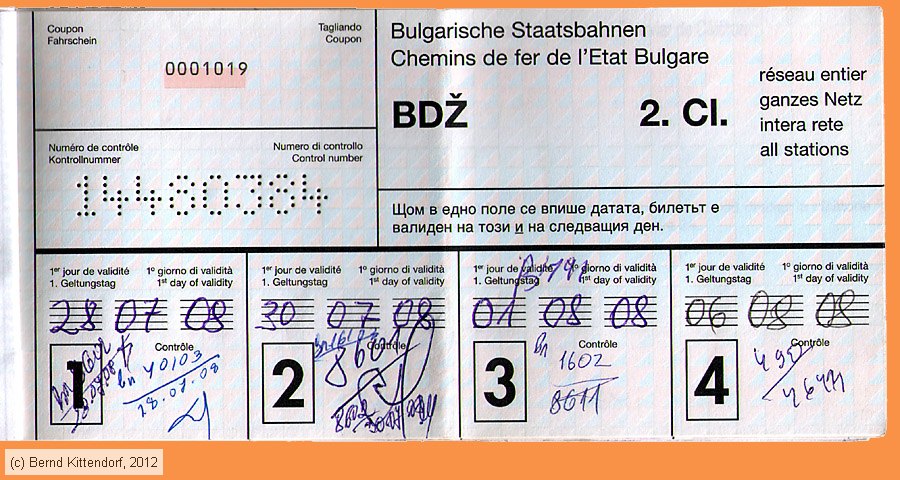 Coupon
Fahrschein
Tagliando
Coupon
0001019
Numéro de contrôle
Kontrollnummer
Numero di controllo
Control number
14480384
Bulgarische Staatsbahnen
Chemins de fer de l'Etat Bulgare
BDŽ 2. Cl.
réseau entier
ganzes Netz
intera rete
all stations
Щом в едно поле се впише датата, билетът е
валиден на този и на следващия ден.
1er jour de validité 1º giorno di validità
1. Geltungstag 1st day of validity
28 07 08
1
Contrôle
40103
28.07.08
1er jour de validité 1º giorno di validità
1. Geltungstag 1st day of validity
30 07 08
2
Contrôle
8601
1er jour de validité 1º giorno di validità
1. Geltungstag 1st day of validity
01 08 08
3
Contrôle
1602
8611
1er jour de validité 1º giorno di validità
1. Geltungstag 1st day of validity
06 08 08
4
Contrôle
(c) Bernd Kittendorf, 2012